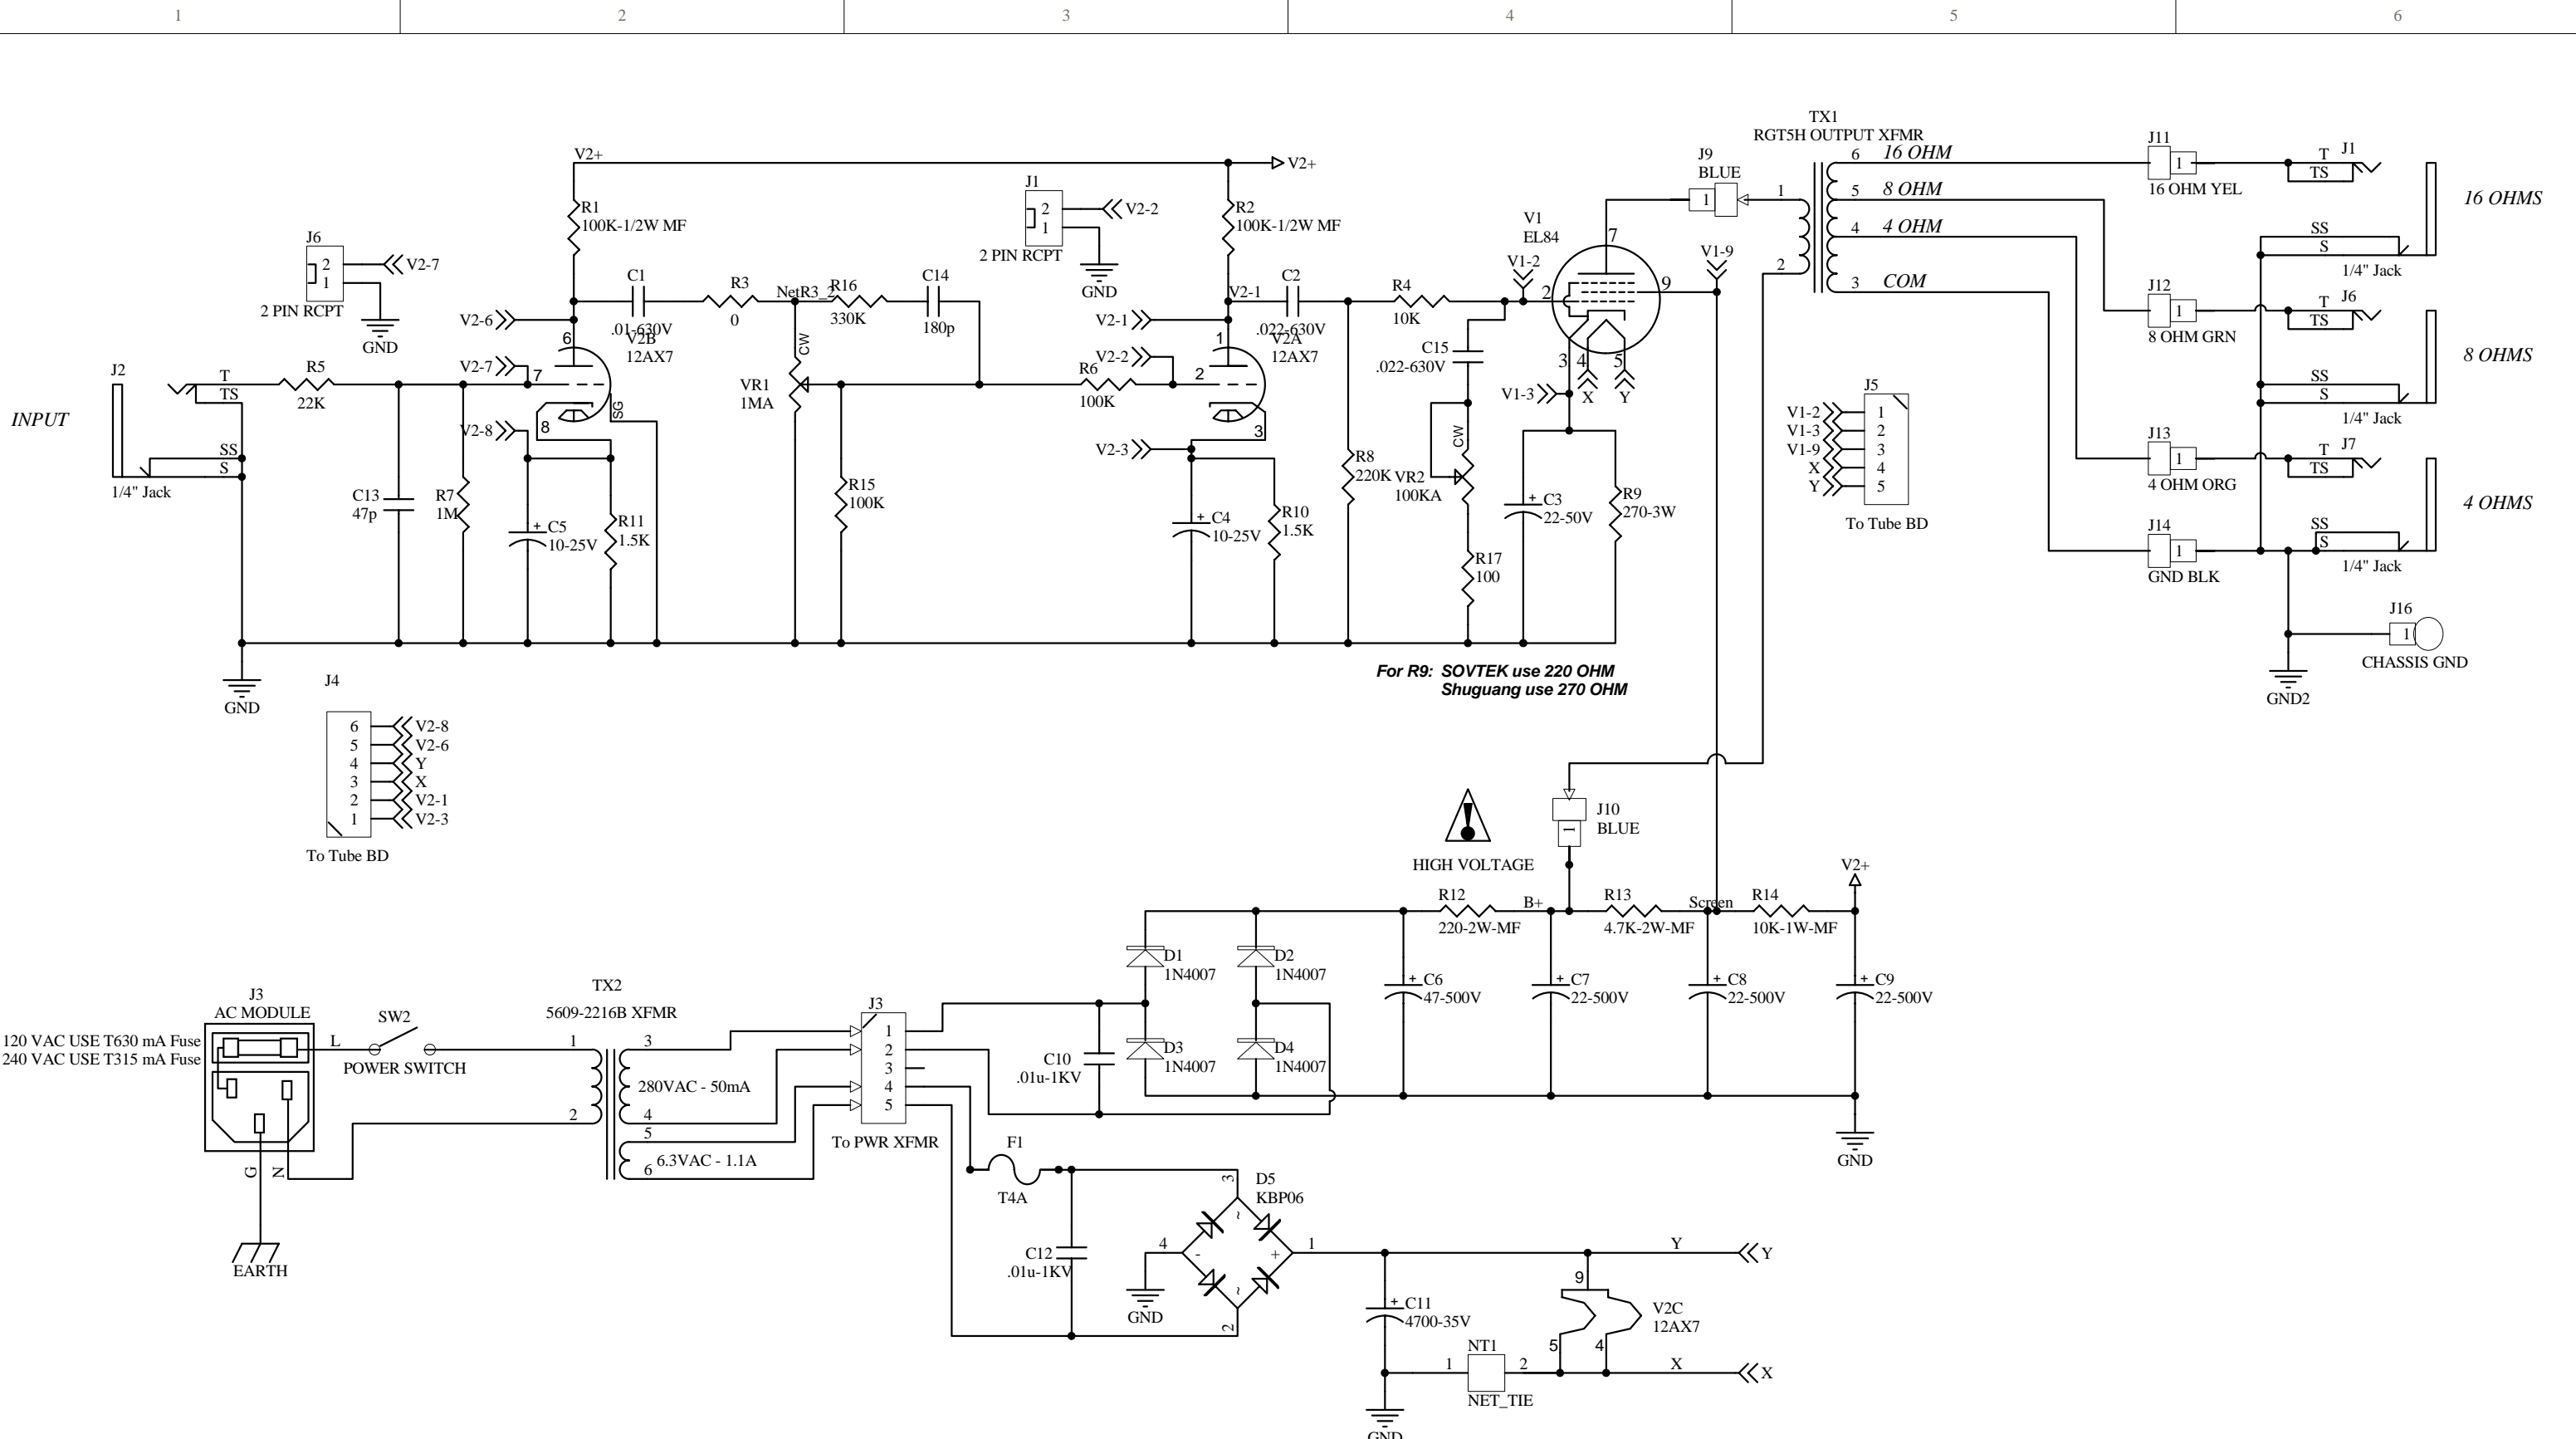 1 2 3 4 5 6
TX1
RGT5H OUTPUT XFMR
J9
BLUE
1
1
2
6 16 OHM
5 8 OHM
4 4 OHM
3 COM
J11
1
16 OHM YEL
T J1
TS
16 OHMS
SS
S
1/4" Jack
J12
1
8 OHM GRN
T J6
TS
8 OHMS
SS
S
1/4" Jack
J13
1
4 OHM ORG
T J7
TS
4 OHMS
J14
1
GND BLK
SS
S
1/4" Jack
J16
1
CHASSIS GND
GND2
V2+
V2+
R1
100K-1/2W MF
J1
2
1
V2-2
2 PIN RCPT
GND
R2
100K-1/2W MF
J6
2
1
V2-7
2 PIN RCPT
GND
C1
.01-630V
R3
0
NetR3_2
R16
330K
C14
180p
V2-6
6
V2B
12AX7
V2-7
7
SG
V2-8
8
INPUT
J2
T
TS
SS
S
1/4" Jack
R5
22K
C13
47p
R7
1M
C5
10-25V
R11
1.5K
VR1
1MA
CW
R15
100K
R6
100K
V2-1
V2-1
1
C2
.022-630V
V2A
12AX7
V2-2
2
V2-3
3
C4
10-25V
R10
1.5K
R8
220K
R4
10K
V1-2
V1
EL84
7
2
9
V1-9
3
4
5
X
Y
V1-3
C15
.022-630V
CW
VR2
100KA
R17
100
C3
22-50V
R9
270-3W
J5
V1-2 1
V1-3 2
V1-9 3
X 4
Y 5
To Tube BD
For R9: SOVTEK use 220 OHM
Shuguang use 270 OHM
GND
J4
6 V2-8
5 V2-6
4 Y
3 X
2 V2-1
1 V2-3
To Tube BD
HIGH VOLTAGE
J10
BLUE
1
V2+
R12
220-2W-MF
B+
R13
4.7K-2W-MF
Screen
R14
10K-1W-MF
D1
1N4007
D2
1N4007
D3
1N4007
D4
1N4007
C6
47-500V
C7
22-500V
C8
22-500V
C9
22-500V
GND
J3
AC MODULE
120 VAC USE T630 mA Fuse
240 VAC USE T315 mA Fuse
L
G
N
EARTH
SW2
POWER SWITCH
TX2
5609-2216B XFMR
1
2
3
280VAC - 50mA
4
5
6.3VAC - 1.1A
6
J3
1
2
3
4
5
To PWR XFMR
C10
.01u-1KV
F1
T4A
C12
.01u-1KV
D5
KBP06
3
~
4
-
+
1
~
2
GND
Y
Y
C11
4700-35V
9
V2C
12AX7
5
4
NT1
1
2
NET_TIE
X
X
GND